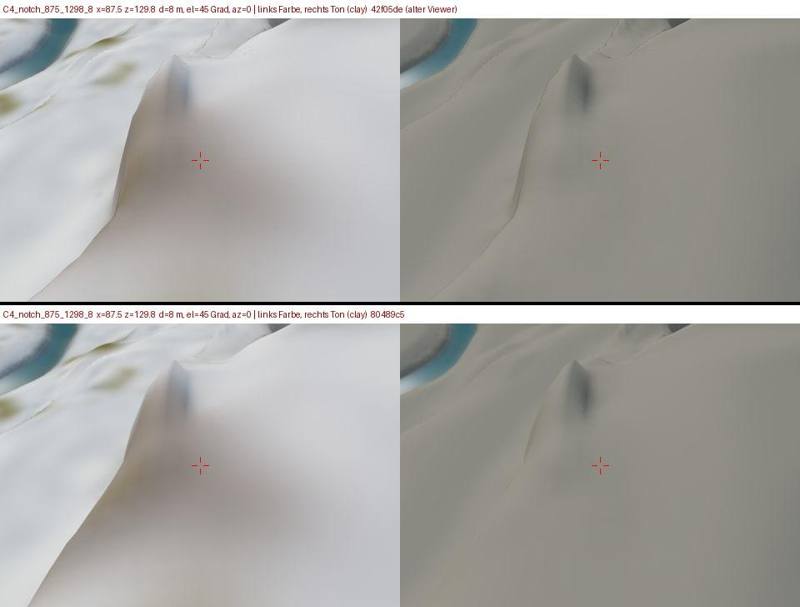 C4_notch_875_1298_8 x=87.5 z=129.8 d=8 m, el=45 Grad, az=0 | links Farbe, rechts Ton (clay) 42f05de (alter Viewer)
C4_notch_875_1298_8 x=87.5 z=129.8 d=8 m, el=45 Grad, az=0 | links Farbe, rechts Ton (clay) 80489c5